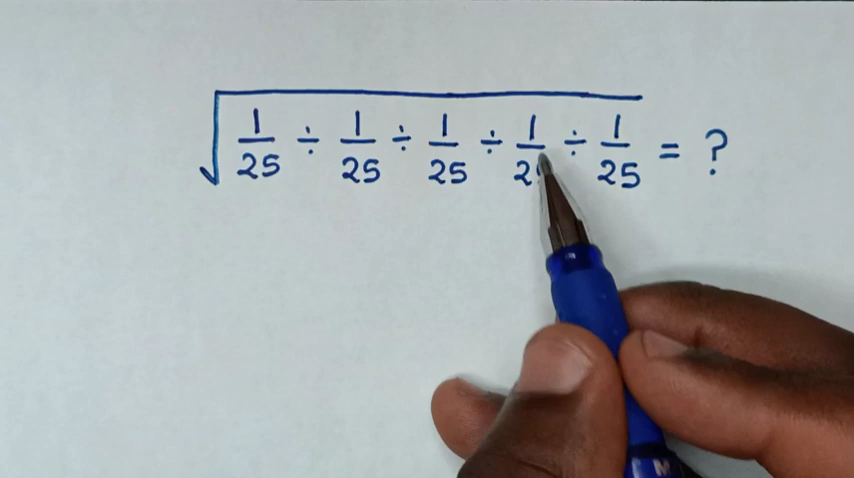 √(1/25 ÷ 1/25 ÷ 1/25 ÷ 1/2 ÷ 1/25) = ?
M